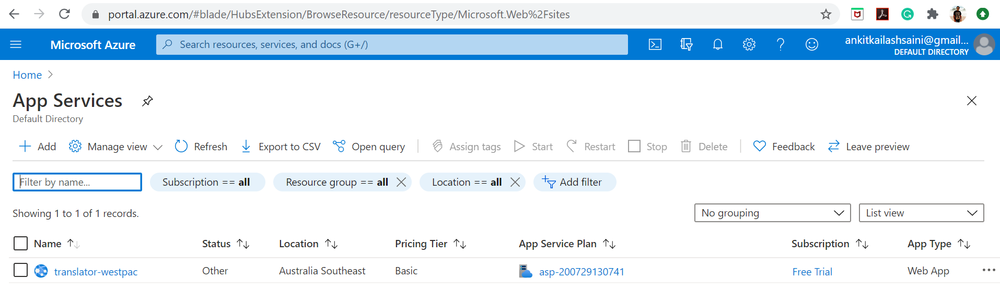 portal.azure.com/#blade/HubsExtension/BrowseResource/resourceType/Microsoft.Web%2Fsites
Microsoft Azure
Search resources, services, and docs (G+/)
ankitkailashsaini@gmail...
DEFAULT DIRECTORY
Home
App Services
Default Directory
Add Manage view Refresh Export to CSV Open query Assign tags Start Restart Stop Delete Feedback Leave preview
Filter by name... Subscription == all Resource group == all Location == all Add filter
Showing 1 to 1 of 1 records. No grouping List view
Name Status Location Pricing Tier App Service Plan Subscription App Type
translator-westpac Other Australia Southeast Basic asp-200729130741 Free Trial Web App